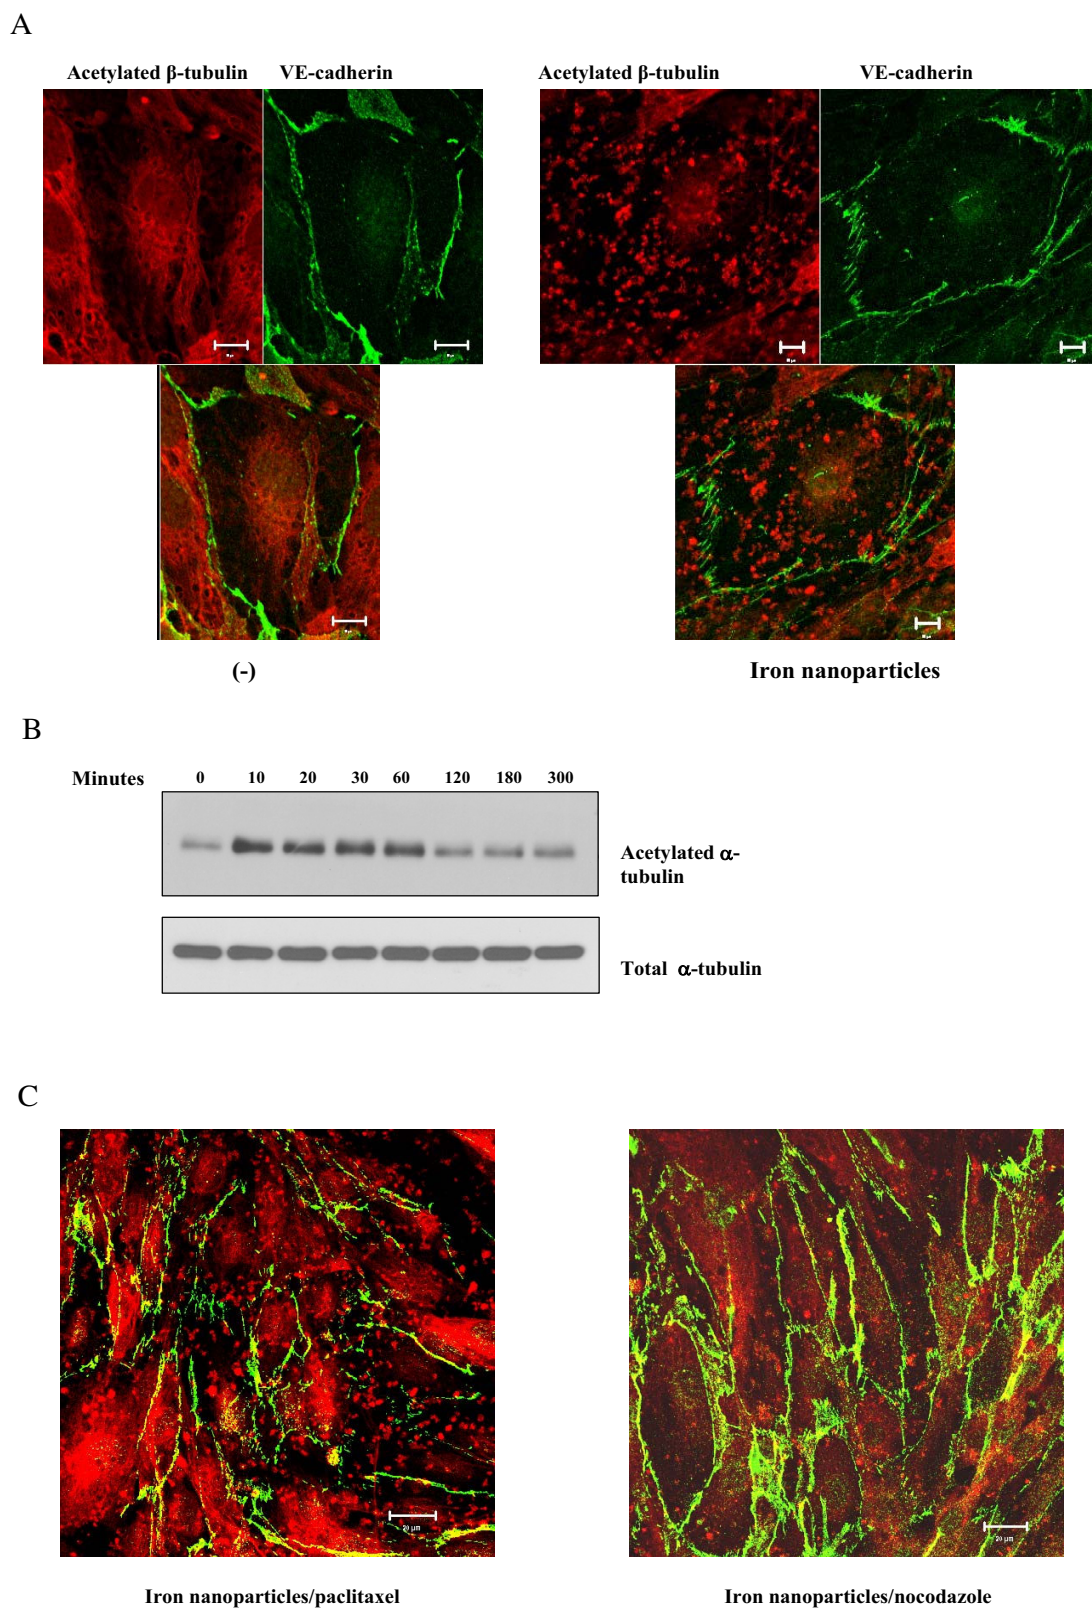 A
Acetylated β-tubulin VE-cadherin
Acetylated β-tubulin VE-cadherin
(-)
Iron nanoparticles
B
Minutes 0 10 20 30 60 120 180 300
Acetylated α-
tubulin
Total α-tubulin
C
20 µm
20 µm
Iron nanoparticles/paclitaxel
Iron nanoparticles/nocodazole